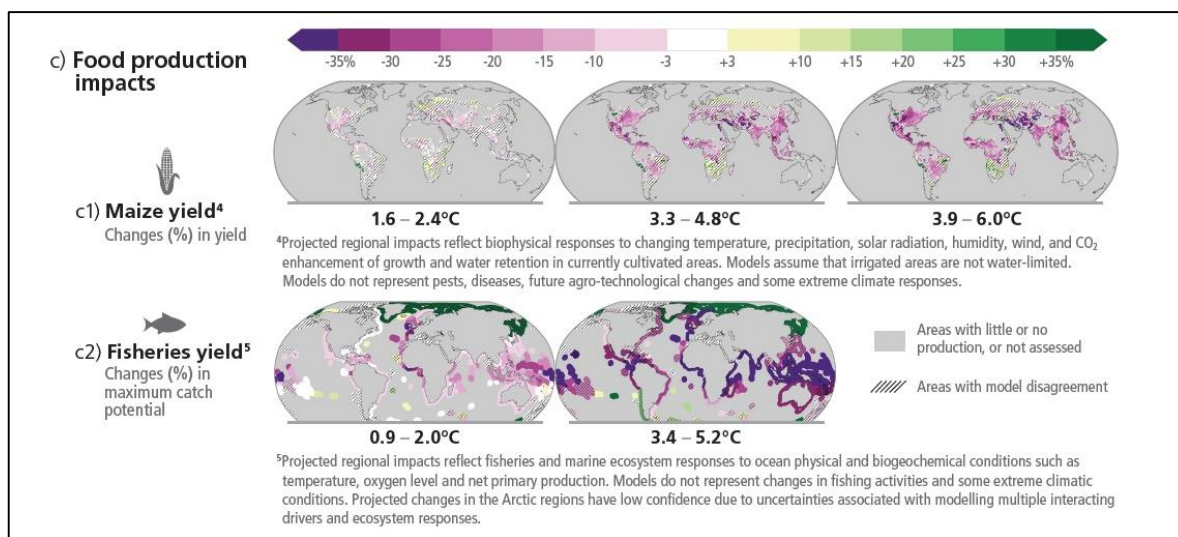 c) Food production
impacts
-35% -30 -25 -20 -15 -10 -3 +3 +10 +15 +20 +25 +30 +35%
c1) Maize yield⁴
Changes (%) in yield
1.6 – 2.4°C
3.3 – 4.8°C
3.9 – 6.0°C
⁴Projected regional impacts reflect biophysical responses to changing temperature, precipitation, solar radiation, humidity, wind, and CO₂
enhancement of growth and water retention in currently cultivated areas. Models assume that irrigated areas are not water-limited.
Models do not represent pests, diseases, future agro-technological changes and some extreme climate responses.
c2) Fisheries yield⁵
Changes (%) in
maximum catch
potential
0.9 – 2.0°C
3.4 – 5.2°C
Areas with little or no
production, or not assessed
Areas with model disagreement
⁵Projected regional impacts reflect fisheries and marine ecosystem responses to ocean physical and biogeochemical conditions such as
temperature, oxygen level and net primary production. Models do not represent changes in fishing activities and some extreme climatic
conditions. Projected changes in the Arctic regions have low confidence due to uncertainties associated with modelling multiple interacting
drivers and ecosystem responses.